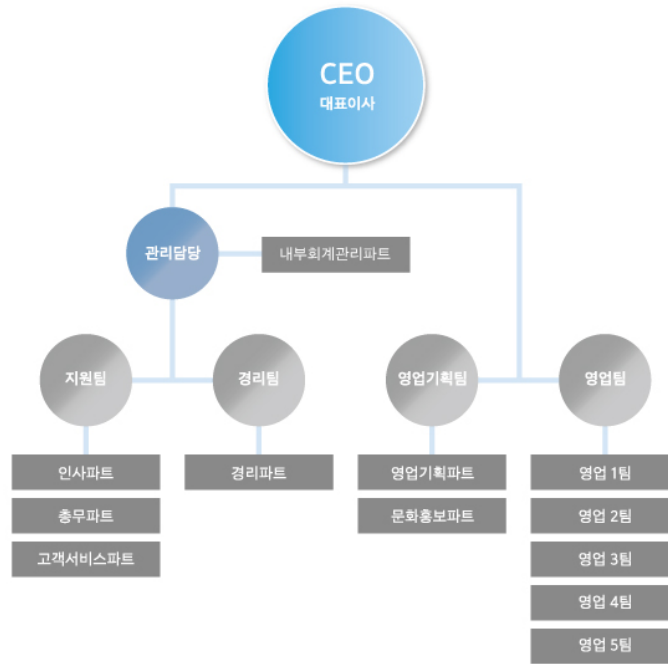 CEO
대표이사
관리담당
내부회계관리파트
지원팀
경리팀
영업기획팀
영업팀
인사파트
경리파트
영업기획파트
영업 1팀
총무파트
문화홍보파트
영업 2팀
고객서비스파트
영업 3팀
영업 4팀
영업 5팀